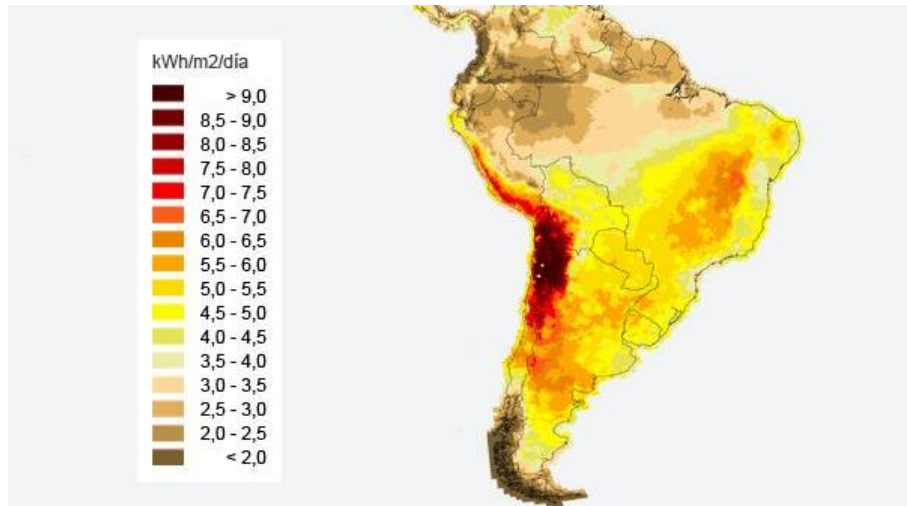 kWh/m2/día
> 9,0
8,5 - 9,0
8,0 - 8,5
7,5 - 8,0
7,0 - 7,5
6,5 - 7,0
6,0 - 6,5
5,5 - 6,0
5,0 - 5,5
4,5 - 5,0
4,0 - 4,5
3,5 - 4,0
3,0 - 3,5
2,5 - 3,0
2,0 - 2,5
< 2,0